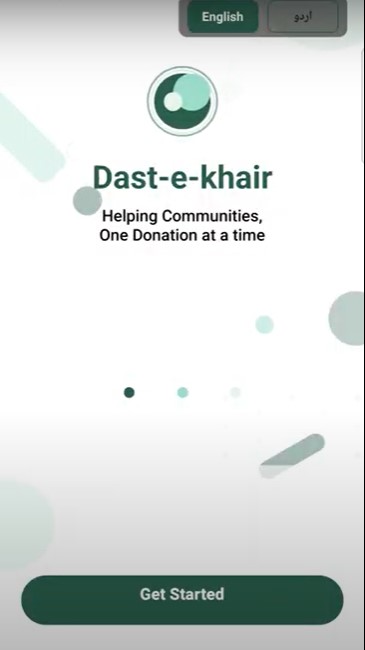 English
اردو
Dast-e-khair
Helping Communities,
One Donation at a time
Get Started